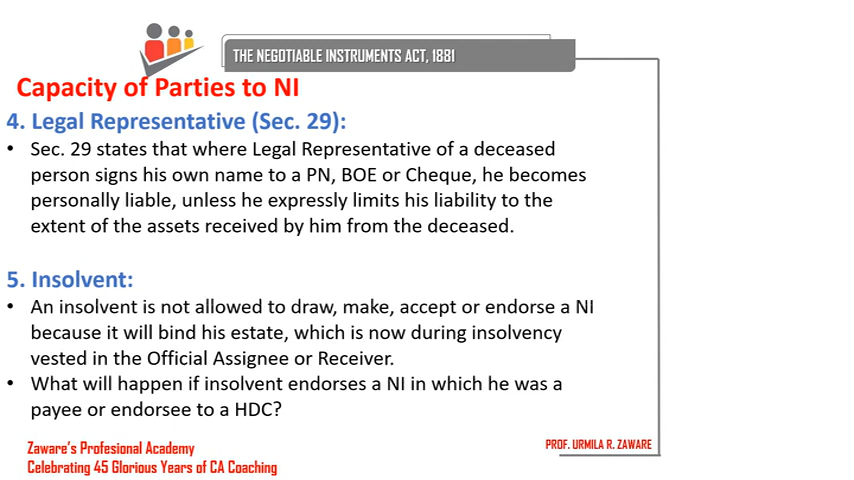 THE NEGOTIABLE INSTRUMENTS ACT, 1881
Capacity of Parties to NI
4. Legal Representative (Sec. 29):
• Sec. 29 states that where Legal Representative of a deceased
person signs his own name to a PN, BOE or Cheque, he becomes
personally liable, unless he expressly limits his liability to the
extent of the assets received by him from the deceased.
5. Insolvent:
• An insolvent is not allowed to draw, make, accept or endorse a NI
because it will bind his estate, which is now during insolvency
vested in the Official Assignee or Receiver.
• What will happen if insolvent endorses a NI in which he was a
payee or endorsee to a HDC?
Zaware's Profesional Academy
Celebrating 45 Glorious Years of CA Coaching
PROF. URMILA R. ZAWARE